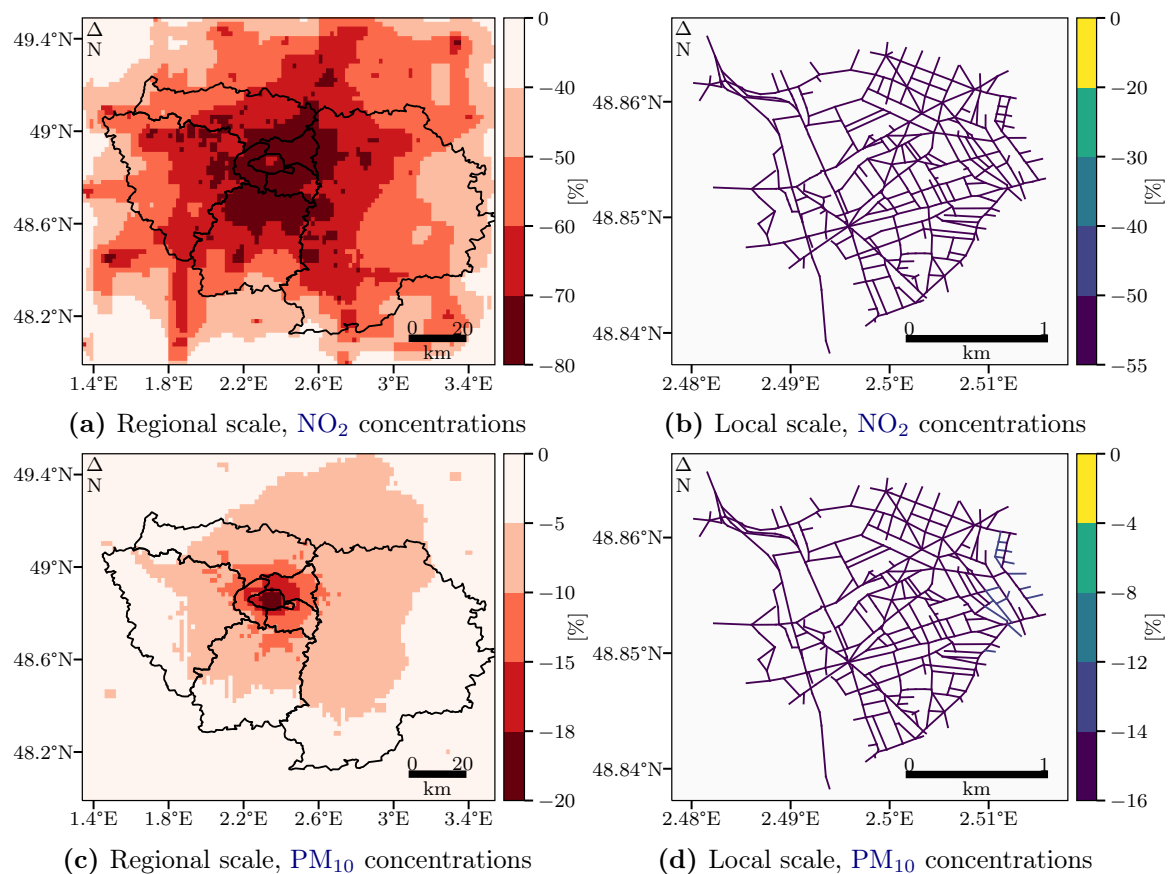 Δ
N
49.4°N
49°N
48.6°N
48.2°N
1.4°E 1.8°E 2.2°E 2.6°E 3°E 3.4°E
0 20
km
0
−40
−50
−60
−70
−80
[%]
(a) Regional scale, NO₂ concentrations
Δ
N
48.86°N
48.85°N
48.84°N
2.48°E 2.49°E 2.5°E 2.51°E
0 1
km
0
−20
−30
−40
−50
−55
[%]
(b) Local scale, NO₂ concentrations
Δ
N
49.4°N
49°N
48.6°N
48.2°N
1.4°E 1.8°E 2.2°E 2.6°E 3°E 3.4°E
0 20
km
0
−5
−10
−15
−18
−20
[%]
(c) Regional scale, PM₁₀ concentrations
Δ
N
48.86°N
48.85°N
48.84°N
2.48°E 2.49°E 2.5°E 2.51°E
0 1
km
0
−4
−8
−12
−14
−16
[%]
(d) Local scale, PM₁₀ concentrations